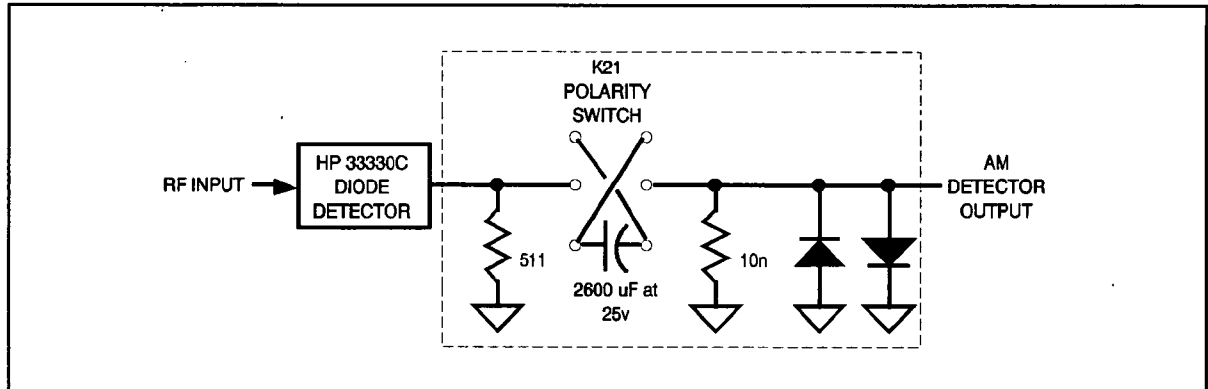 K21
POLARITY
SWITCH
RF INPUT
HP 33330C
DIODE
DETECTOR
511
2600 uF at
25v
10n
AM
DETECTOR
OUTPUT